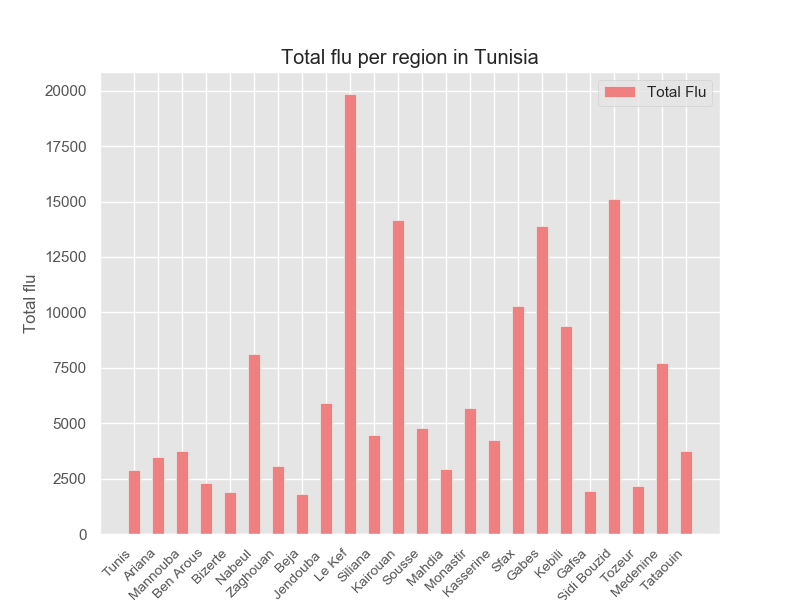 Total flu per region in Tunisia
Total Flu
Total flu
20000
17500
15000
12500
10000
7500
5000
2500
0
Tunis
Ariana
Mannouba
Ben Arous
Bizerte
Nabeul
Zaghouan
Beja
Jendouba
Le Kef
Siliana
Kairouan
Sousse
Mahdia
Monastir
Kasserine
Sfax
Gabes
Kebili
Gafsa
Sidi Bouzid
Tozeur
Medenine
Tataouin